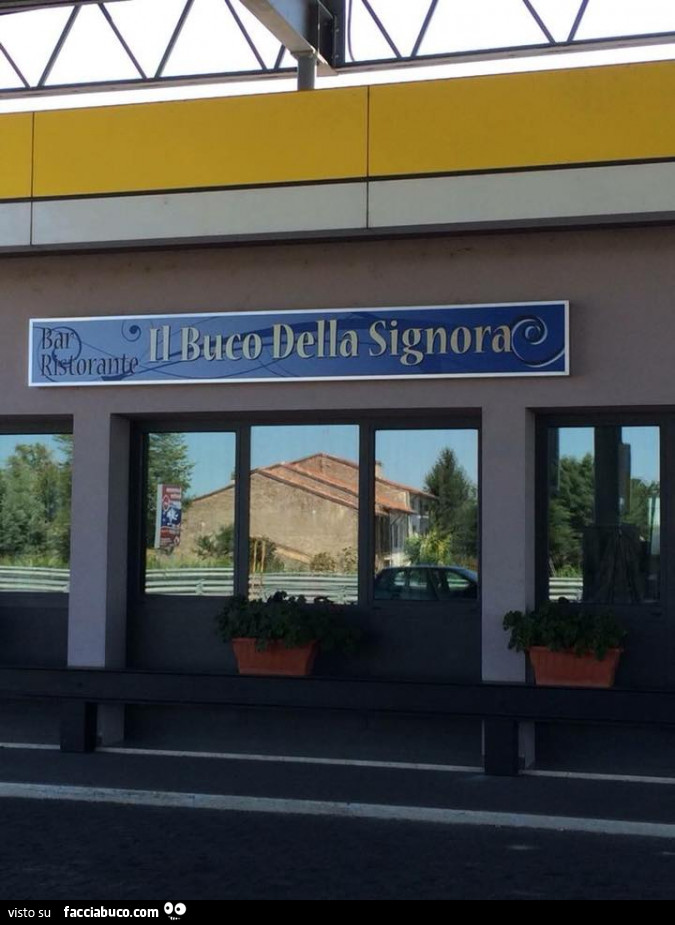 Bar Il Buco Della Signora
Ristorante
visto su facciabuco.com